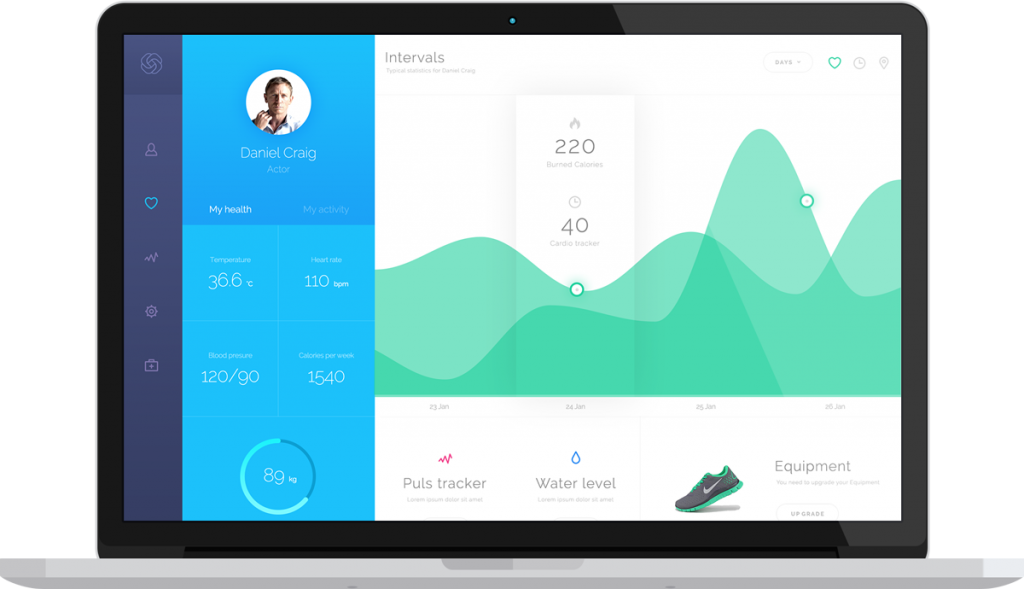 Daniel Craig
Actor
My health
My activity
Temperature
36.6 °C
Heart rate
110 bpm
Blood presure
120/90
Calories per week
1540
89 kg
Intervals
Typical statistics for Daniel Craig
DAYS
220
Burned Calories
40
Cardio tracker
23 Jan
24 Jan
25 Jan
26 Jan
Puls tracker
Lorem ipsum dolor sit amet
Water level
Lorem ipsum dolor sit amet
Equipment
You need to upgrade your Equipment
UPGRADE